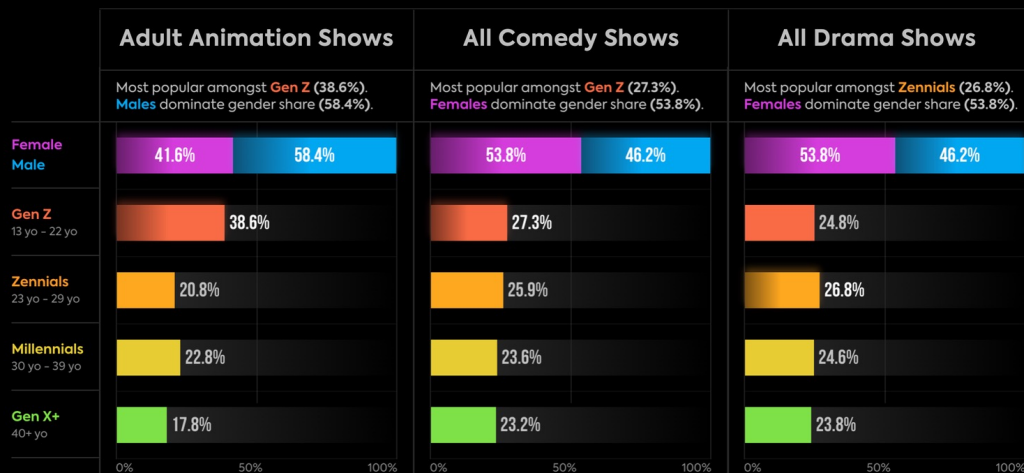 Adult Animation Shows
All Comedy Shows
All Drama Shows
Most popular amongst Gen Z (38.6%).
Males dominate gender share (58.4%).
Most popular amongst Gen Z (27.3%).
Females dominate gender share (53.8%).
Most popular amongst Zennials (26.8%).
Females dominate gender share (53.8%).
Female
Male
41.6%
58.4%
53.8%
46.2%
53.8%
46.2%
Gen Z
13 yo - 22 yo
38.6%
27.3%
24.8%
Zennials
23 yo - 29 yo
20.8%
25.9%
26.8%
Millennials
30 yo - 39 yo
22.8%
23.6%
24.6%
Gen X+
40+ yo
17.8%
23.2%
23.8%
0%
50%
100%
0%
50%
100%
0%
50%
100%